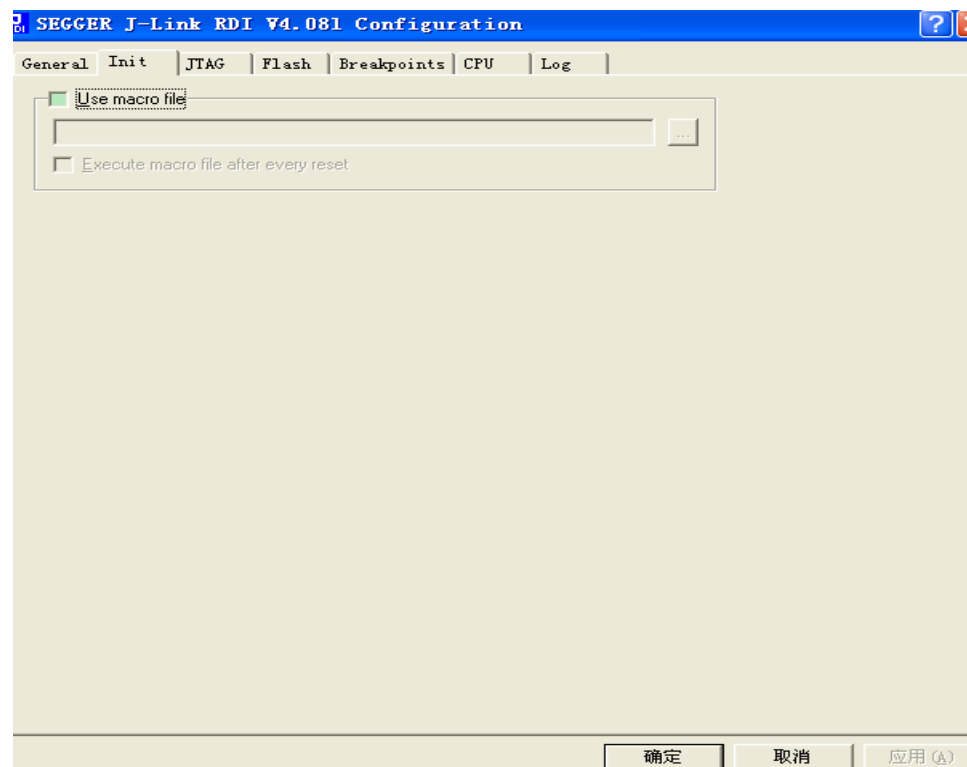 SEGGER J-Link RDI V4.081 Configuration
General Init JTAG Flash Breakpoints CPU Log
Use macro file
...
Execute macro file after every reset
确定 取消 应用(A)